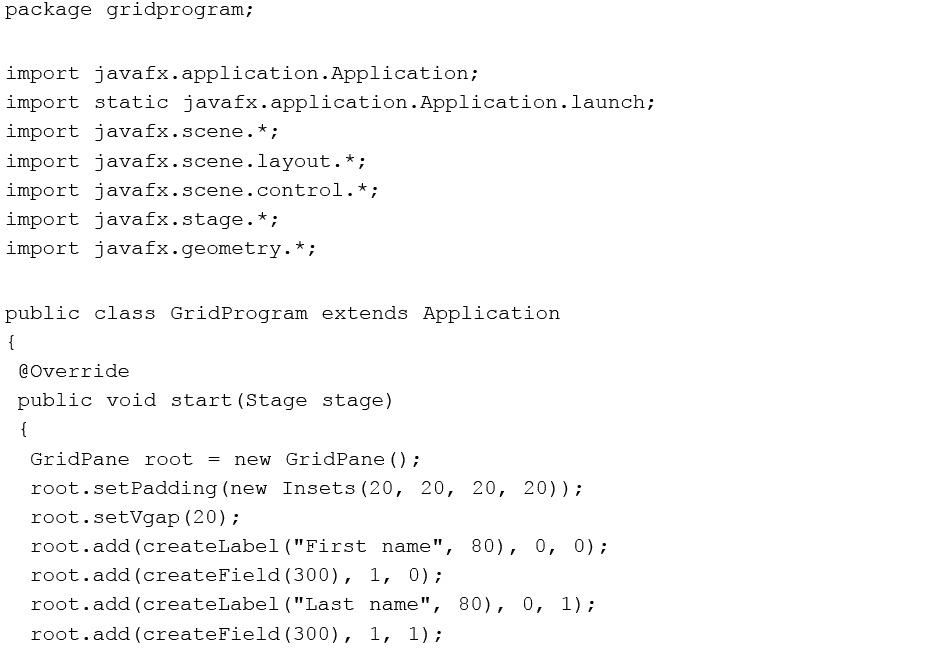 package gridprogram;
import javafx.application.Application;
import static javafx.application.Application.launch;
import javafx.scene.*;
import javafx.scene.layout.*;
import javafx.scene.control.*;
import javafx.stage.*;
import javafx.geometry.*;
public class GridProgram extends Application
{
@Override
public void start(Stage stage)
{
GridPane root = new GridPane();
root.setPadding(new Insets(20, 20, 20, 20));
root.setVgap(20);
root.add(createLabel("First name", 80), 0, 0);
root.add(createField(300), 1, 0);
root.add(createLabel("Last name", 80), 0, 1);
root.add(createField(300), 1, 1);